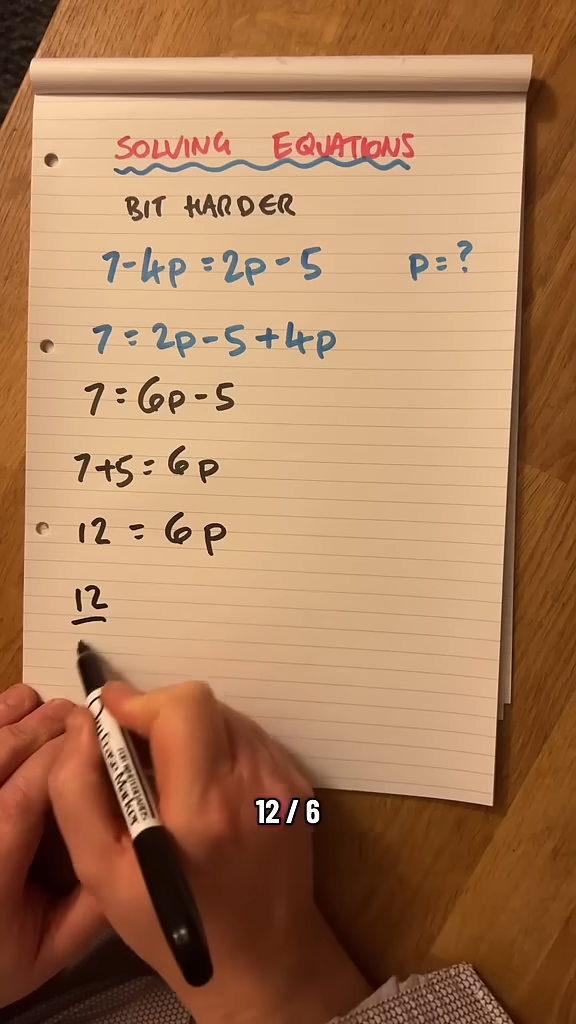 SOLVING EQUATIONS
BIT HARDER
7-4p=2p-5 p=?
7=2p-5+4p
7=6p-5
7+5=6p
12=6p
12
12 / 6